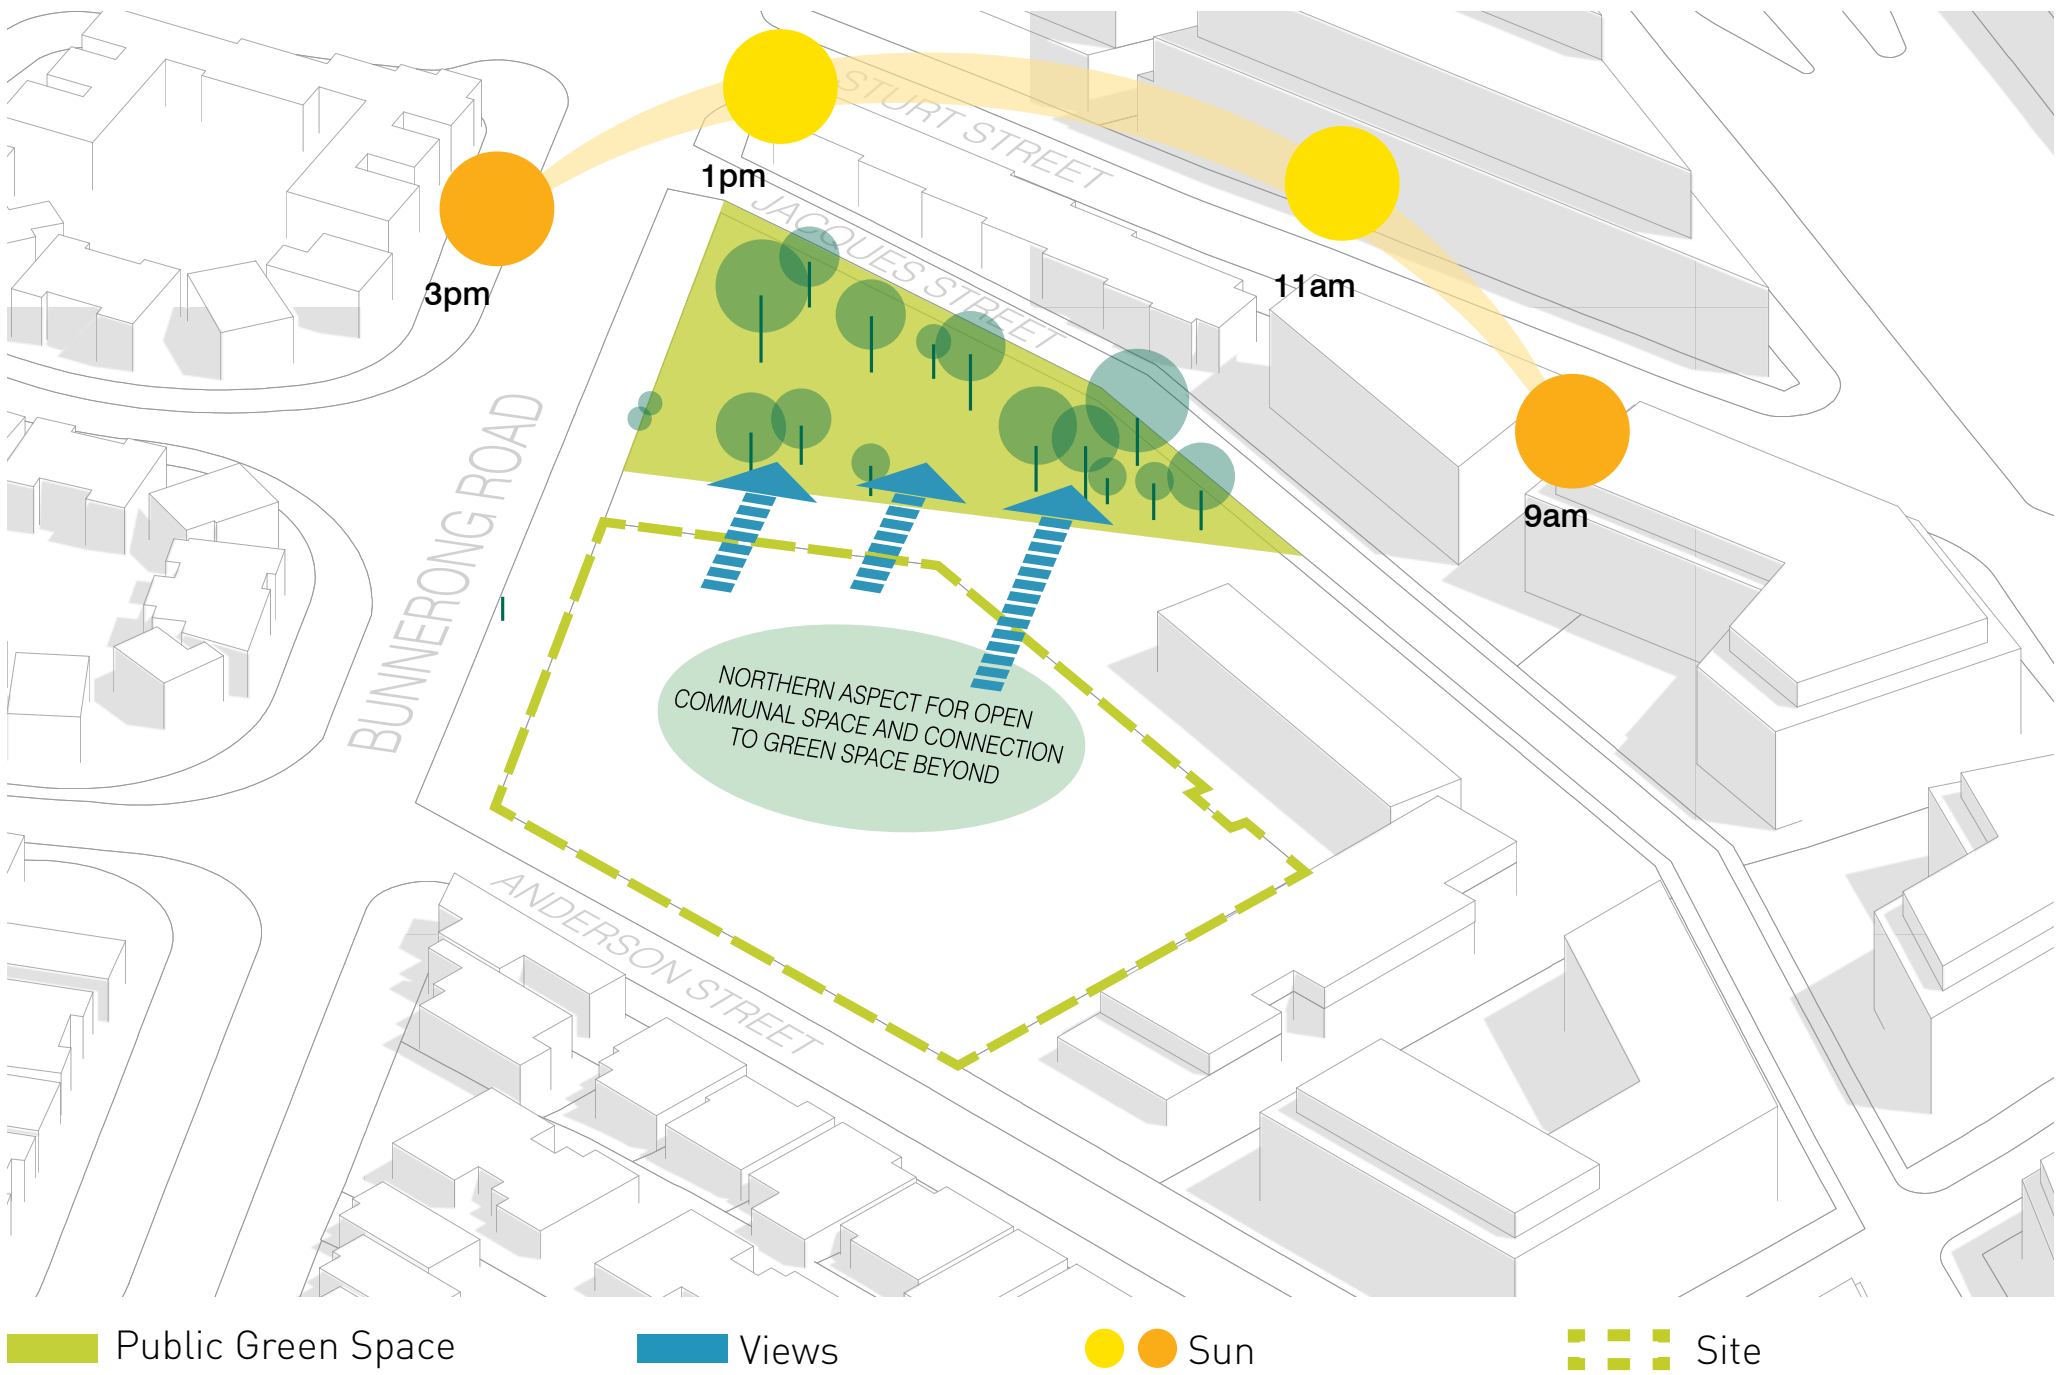 STURT STREET
1pm
JACQUES STREET
11am
3pm
BUNNERONG ROAD
9am
NORTHERN ASPECT FOR OPEN
COMMUNAL SPACE AND CONNECTION
TO GREEN SPACE BEYOND
ANDERSON STREET
Public Green Space
Views
Sun
Site